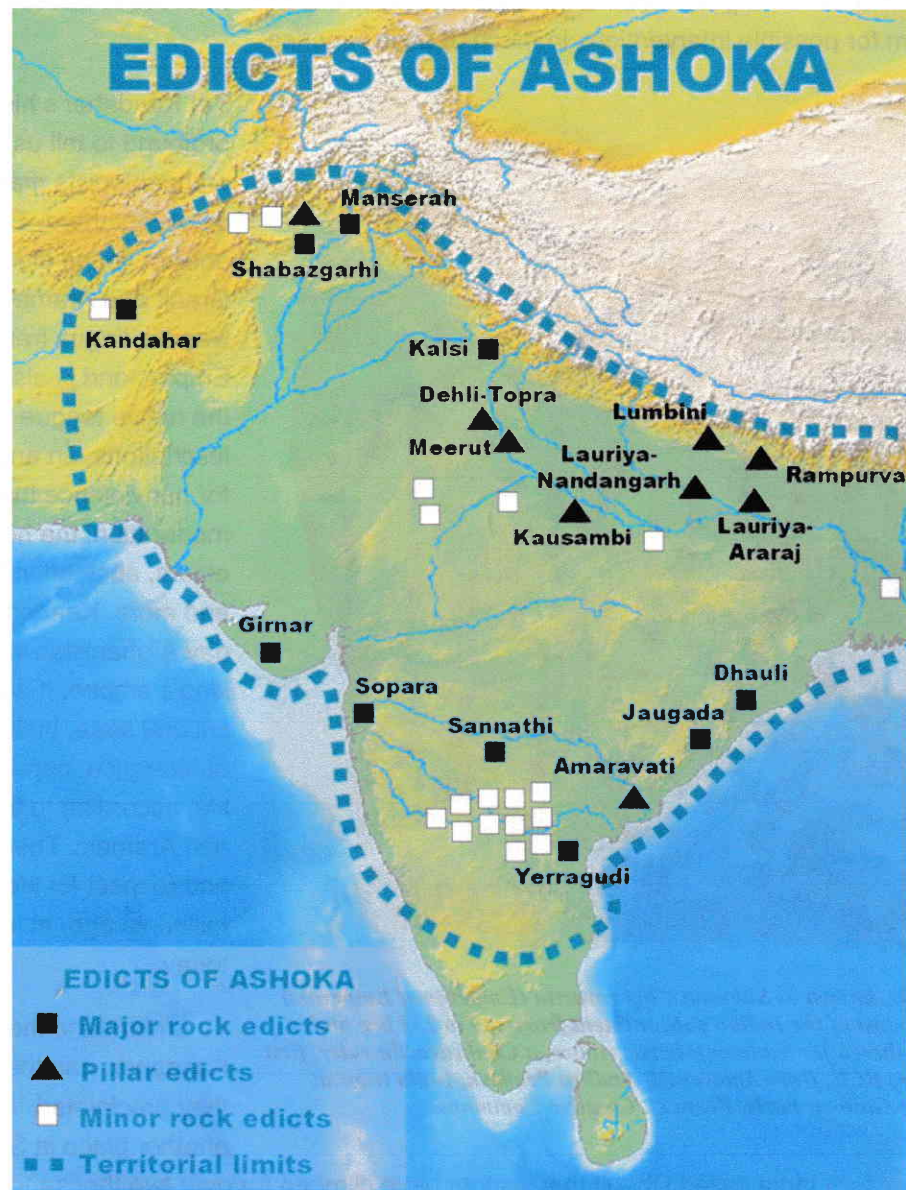 EDICTS OF ASHOKA
Manserah
Shabazgarhi
Kandahar
Kalsi
Dehli-Topra
Lumbini
Meerut
Lauriya-
Nandangarh
Rampurva
Kausambi
Lauriya-
Araraj
Girnar
Dhauli
Sopara
Jaugada
Sannathi
Amaravati
Yerragudi
EDICTS OF ASHOKA
Major rock edicts
Pillar edicts
Minor rock edicts
Territorial limits